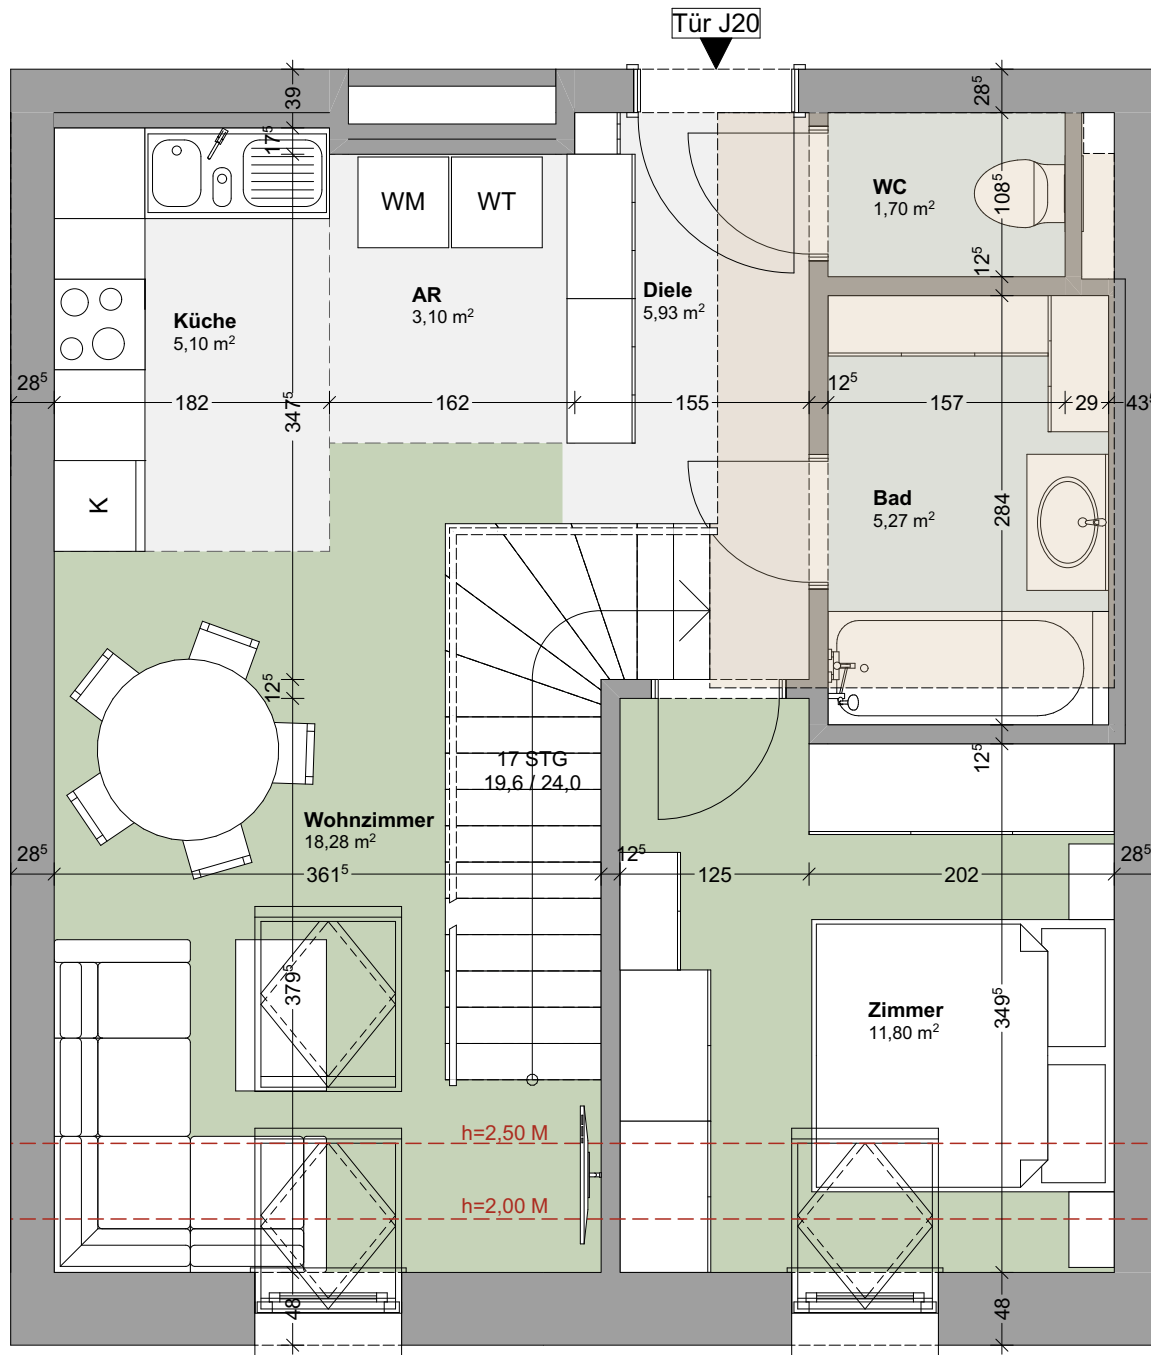 Tür J20
39
28⁵
17⁵
WM
WT
WC
1,70 m²
108⁵
12⁵
Küche
5,10 m²
AR
3,10 m²
Diele
5,93 m²
28⁵
182
347⁵
162
155
12⁵
157
29
43⁵
K
Bad
5,27 m²
284
12⁵
17 STG
19,6 / 24,0
12⁵
Wohnzimmer
18,28 m²
28⁵
361⁵
12⁵
125
202
28⁵
379⁵
Zimmer
11,80 m²
349⁵
h=2,50 M
h=2,00 M
48
48